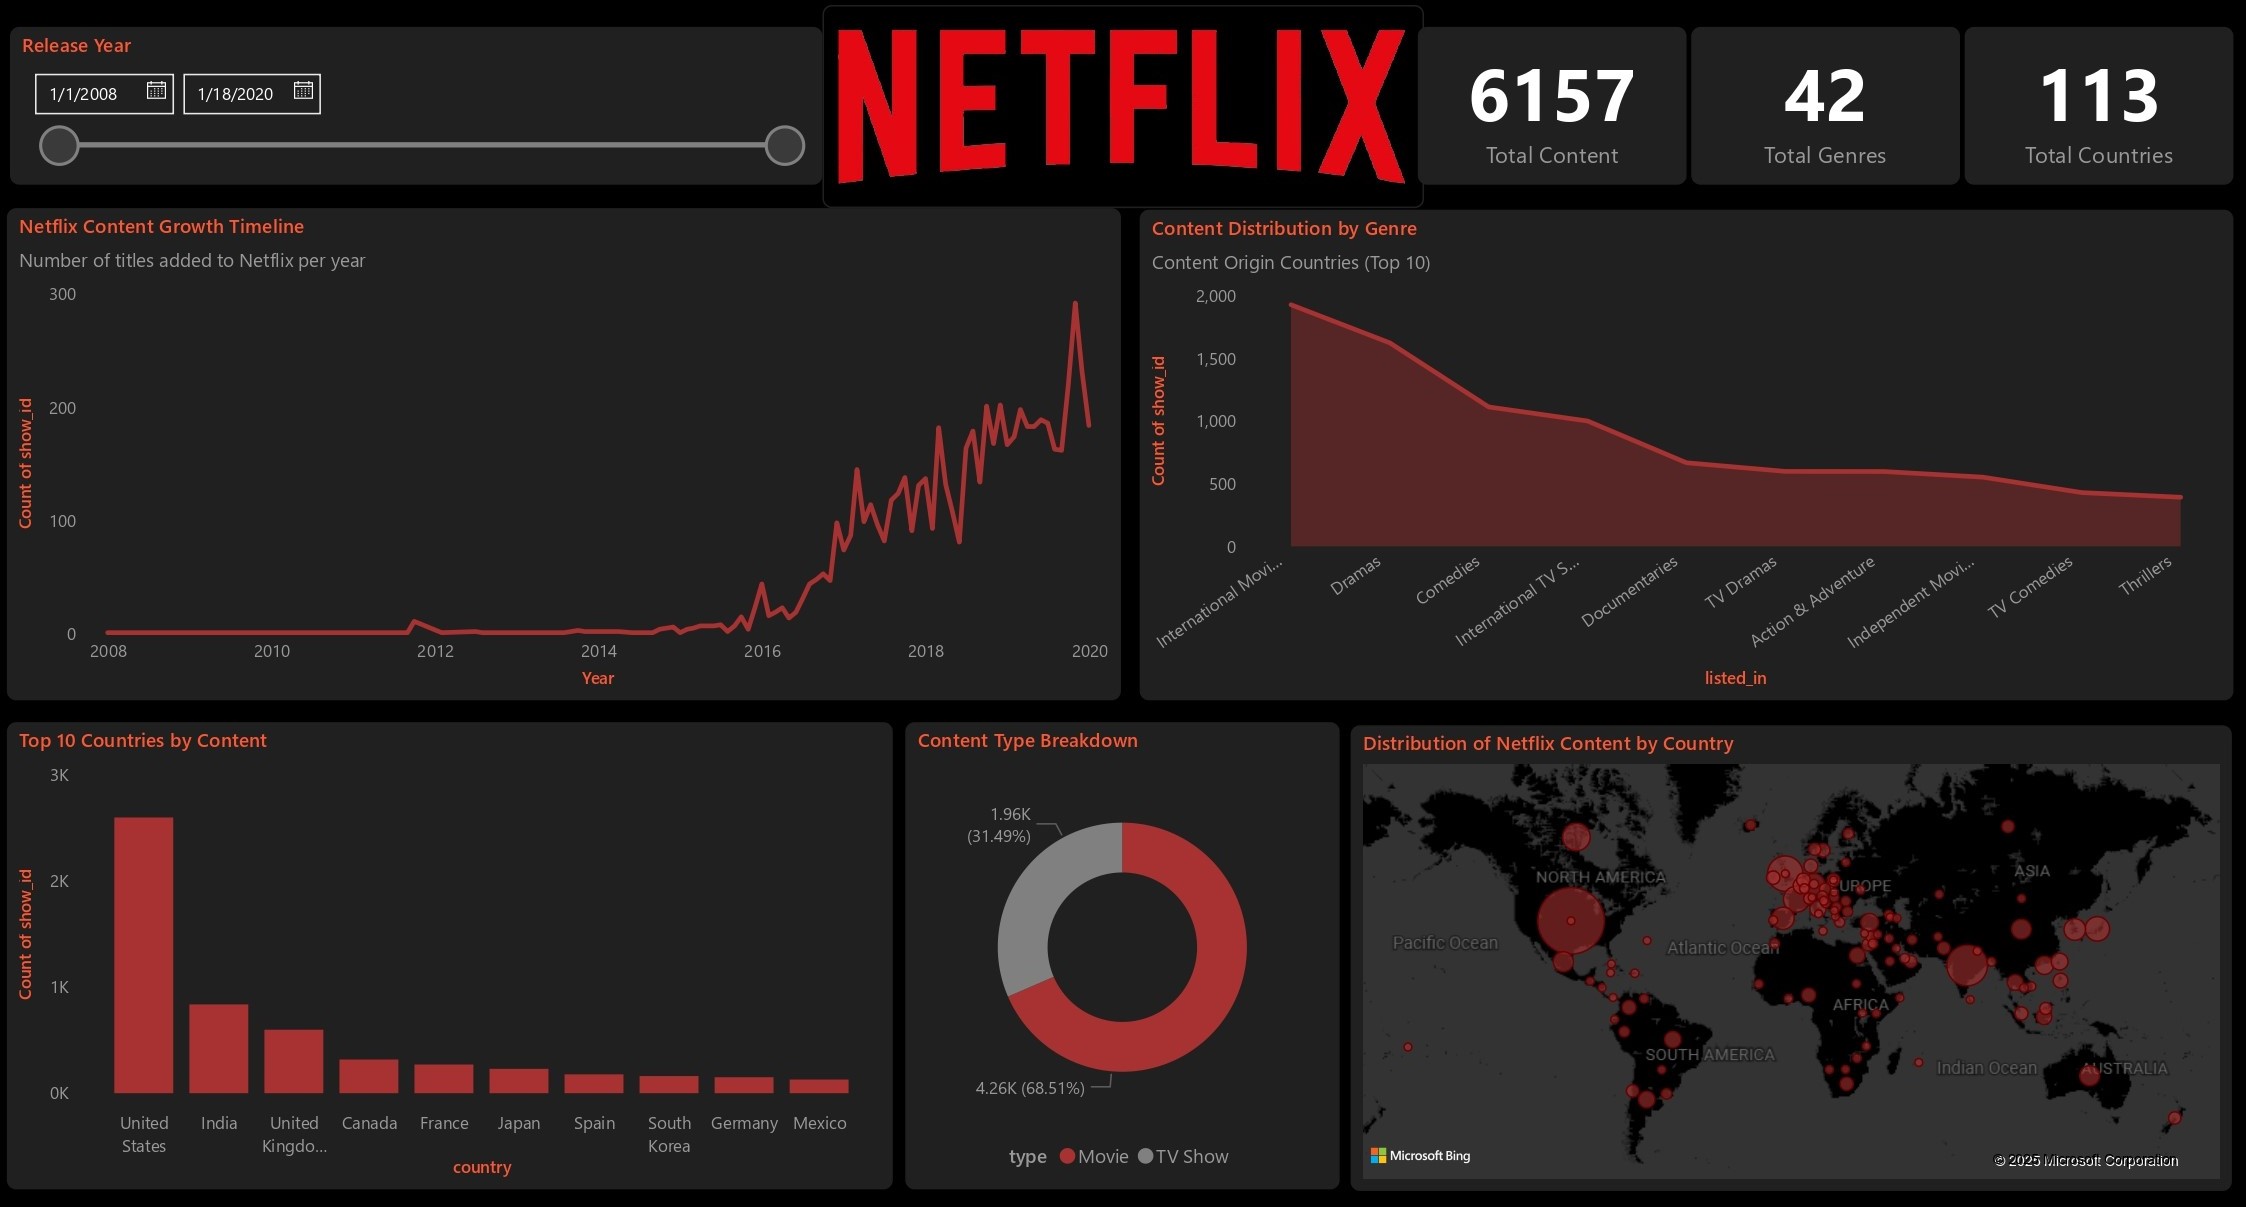 Release Year
1/1/2008
1/18/2020
NETFLIX
6157
Total Content
42
Total Genres
113
Total Countries
Netflix Content Growth Timeline
Number of titles added to Netflix per year
Count of show_id
300
200
100
0
2008 2010 2012 2014 2016 2018 2020
Year
Content Distribution by Genre
Content Origin Countries (Top 10)
Count of show_id
2,000
1,500
1,000
500
0
International Movi...
Dramas
Comedies
International TV S...
Documentaries
TV Dramas
Action & Adventure
Independent Movi...
TV Comedies
Thrillers
listed_in
Top 10 Countries by Content
Count of show_id
3K
2K
1K
0K
United
States
India
United
Kingdo...
Canada
France
Japan
Spain
South
Korea
Germany
Mexico
country
Content Type Breakdown
1.96K
(31.49%)
4.26K (68.51%)
type Movie TV Show
Distribution of Netflix Content by Country
NORTH AMERICA
UROPE
ASIA
Pacific Ocean
Atlantic Ocean
AFRICA
SOUTH AMERICA
Indian Ocean
AUSTRALIA
Microsoft Bing
© 2025 Microsoft Corporation